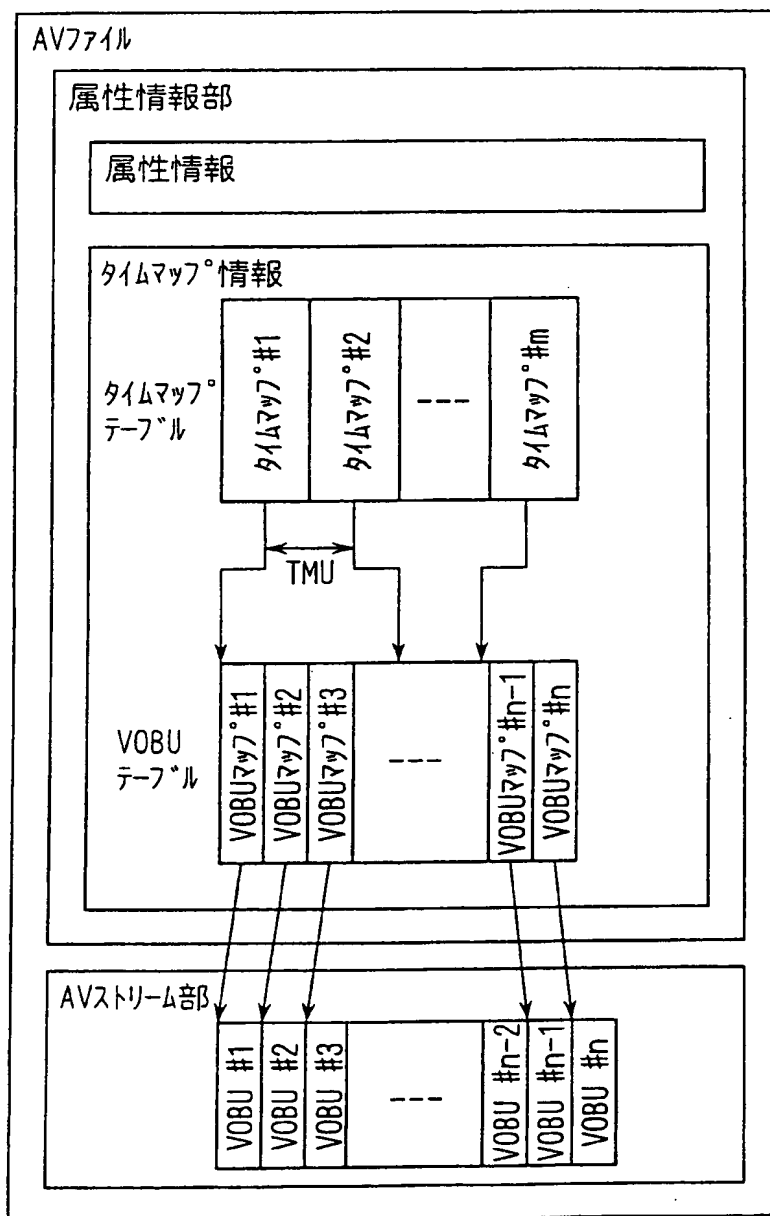 AVファイル
属性情報部
属性情報
タイムマップ情報
タイムマップ
テーブル
タイムマップ#1
タイムマップ#2
---
タイムマップ#m
TMU
VOBU
テーブル
VOBUマップ#1
VOBUマップ#2
VOBUマップ#3
---
VOBUマップ#n-1
VOBUマップ#n
AVストリーム部
VOBU #1
VOBU #2
VOBU #3
---
VOBU #n-2
VOBU #n-1
VOBU #n